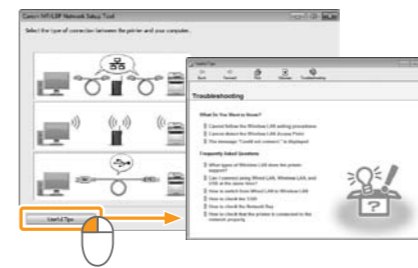 Canon MF/LBP Network Setup Tool
Select the type of connection between the printer and your computer.
Useful Tips
Useful Tips
Back
Forward
Troubleshooting
Troubleshooting
What Do You Want to Know?
Cannot follow the Wireless LAN setting procedures
Cannot detect the Wireless LAN Access Point
The message "Could not connect." is displayed
Frequently Asked Questions
What types of Wireless LAN does the printer support?
Can I connect using Wired LAN, Wireless LAN, and USB at the same time?
How to switch from Wired LAN to Wireless LAN
How to check the SSID
How to check the Network Key
How to check that the printer is connected to the network properly
?